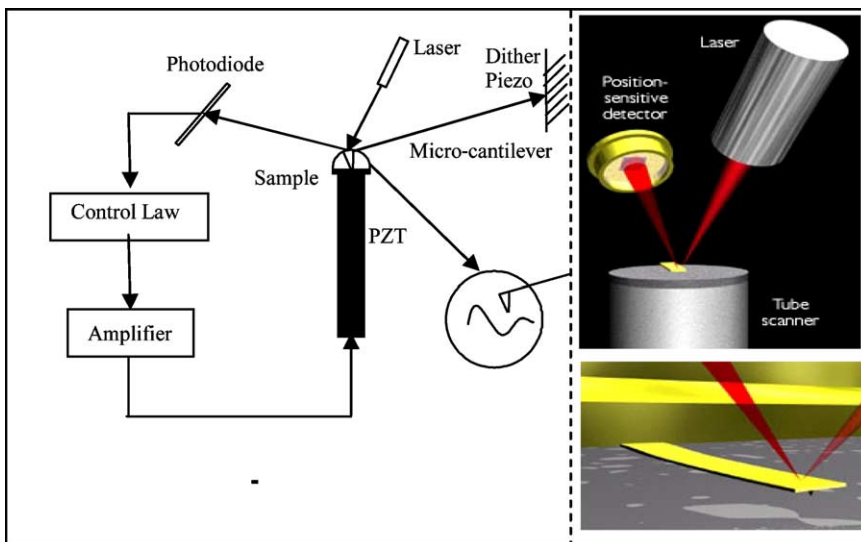 Photodiode
Laser
Dither
Piezo
Micro-cantilever
Sample
PZT
Control Law
Amplifier
-
Laser
Position-
sensitive
detector
Tube
scanner